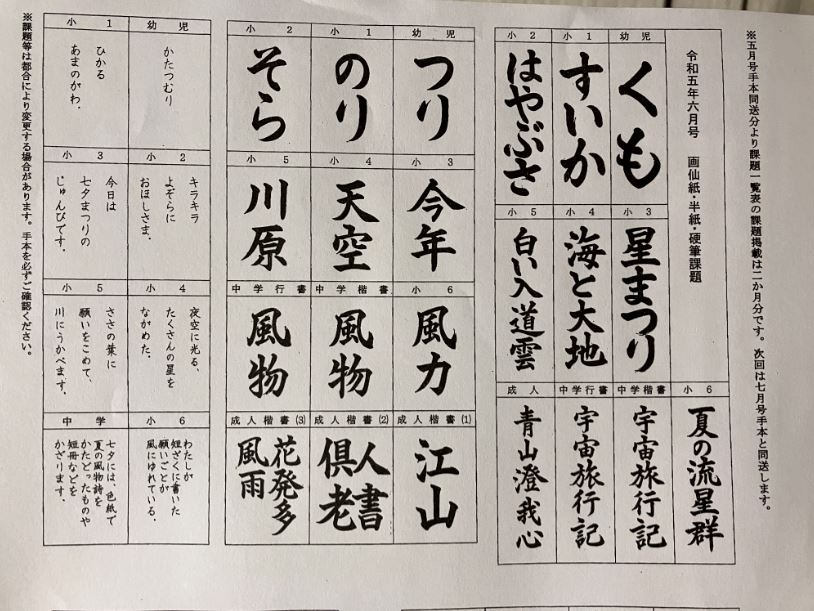 ※五月号手本同送分より課題一覧表の課題掲載は二か月分です。次回は七月号手本と同送します。
令和五年六月号　画仙紙・半紙・硬筆課題
幼児
くも
小1
すいか
小2
はやぶさ
小3
星まつり
小4
海と大地
小5
白い入道雲
小6
夏の流星群
中学楷書
宇宙旅行記
中学行書
宇宙旅行記
成人
青山澄我心
幼児
つり
小1
のり
小2
そら
小3
今年
小4
天空
小5
川原
小6
風力
中学楷書
風物
中学行書
風物
成人楷書(1)
江山
成人楷書(2)
人書
倶老
成人楷書(3)
花発多
風雨
幼児
かたつむり
小1
ひかる
あまのがわ.
小2
キラキラ
よぞらに
おほしさま.
小3
今日は
七夕まつりの
じゅんびです.
小4
夜空に光る、
たくさんの星を
ながめた.
小5
ささの葉に
願いをこめて、
川にうかべます.
小6
わたしが
短ざくに書いた
願いごとが
風にゆれている.
中学
七夕には、色紙で
夏の風物詩を
かたどったものや
短冊などを
かざります.
※課題等は都合により変更する場合があります。手本を必ずご確認ください。